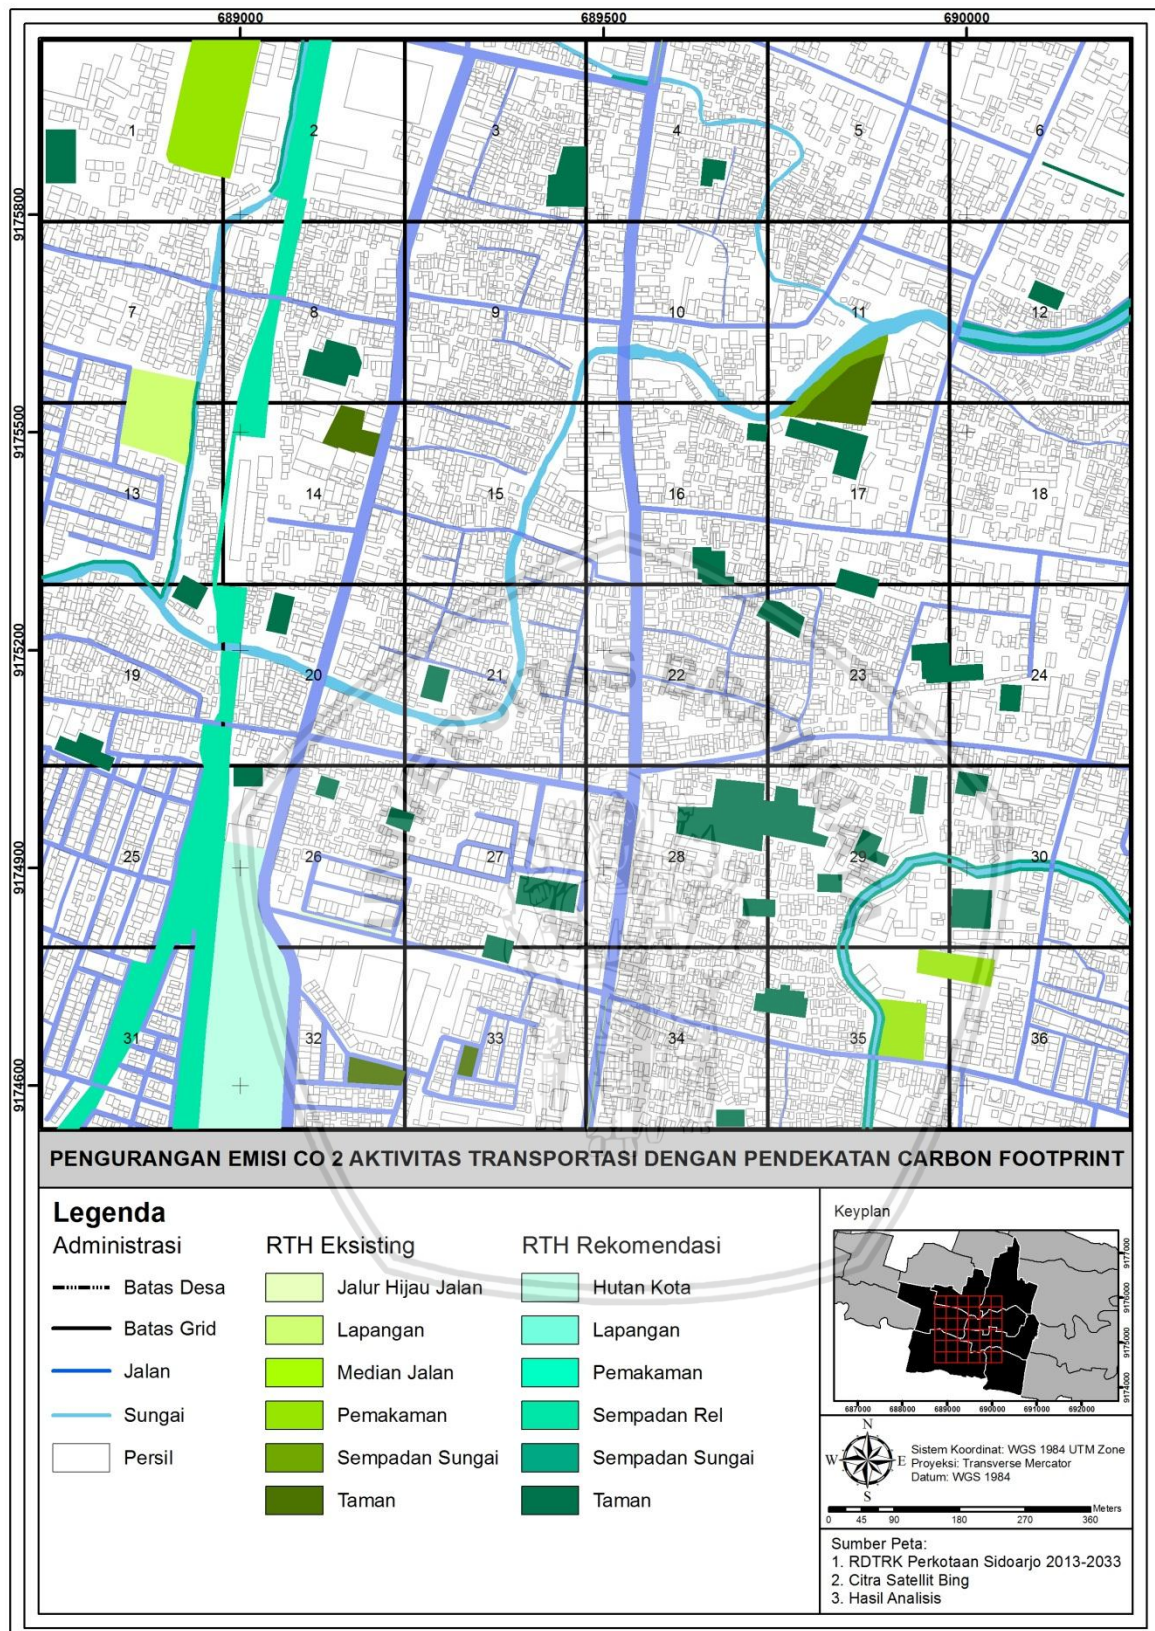 689000 689500 690000
9175800
9175500
9175200
9174900
9174600
1 2 3 4 5 6
7 8 9 10 11 12
13 14 15 16 17 18
19 20 21 22 23 24
25 26 27 28 29 30
31 32 33 34 35 36
UNIVERSITAS BRAWIJAYA
PENGURANGAN EMISI CO 2 AKTIVITAS TRANSPORTASI DENGAN PENDEKATAN CARBON FOOTPRINT
Legenda
Administrasi
Batas Desa
Batas Grid
Jalan
Sungai
Persil
RTH Eksisting
Jalur Hijau Jalan
Lapangan
Median Jalan
Pemakaman
Sempadan Sungai
Taman
RTH Rekomendasi
Hutan Kota
Lapangan
Pemakaman
Sempadan Rel
Sempadan Sungai
Taman
Keyplan
9177000
9176000
9175000
9174000
687000 688000 689000 690000 691000 692000
N
W E
S
Sistem Koordinat: WGS 1984 UTM Zone
Proyeksi: Transverse Mercator
Datum: WGS 1984
Meters
0 45 90 180 270 360
Sumber Peta:
1. RDTRK Perkotaan Sidoarjo 2013-2033
2. Citra Satellit Bing
3. Hasil Analisis